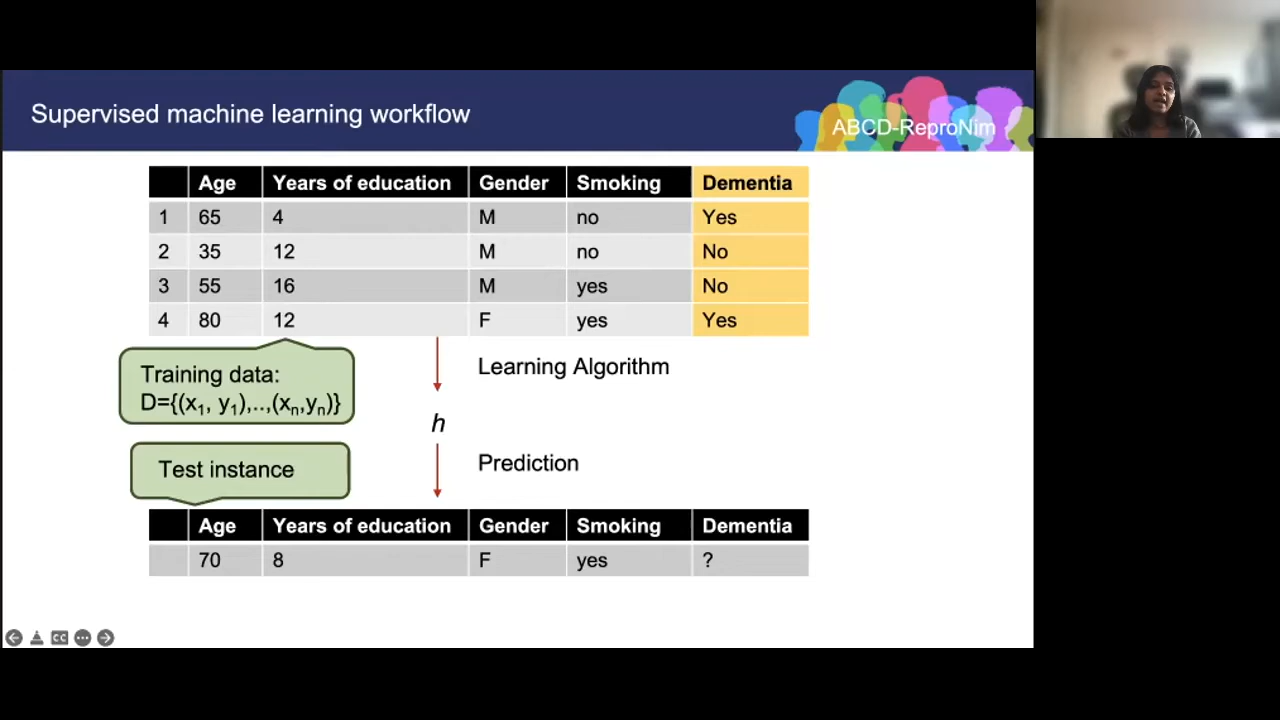 Supervised machine learning workflow
ABCD-ReproNim
Age Years of education Gender Smoking Dementia
1 65 4 M no Yes
2 35 12 M no No
3 55 16 M yes No
4 80 12 F yes Yes
Training data:
D={(x1, y1),..,(xn,yn)}
Learning Algorithm
h
Test instance
Prediction
Age Years of education Gender Smoking Dementia
70 8 F yes ?
CC